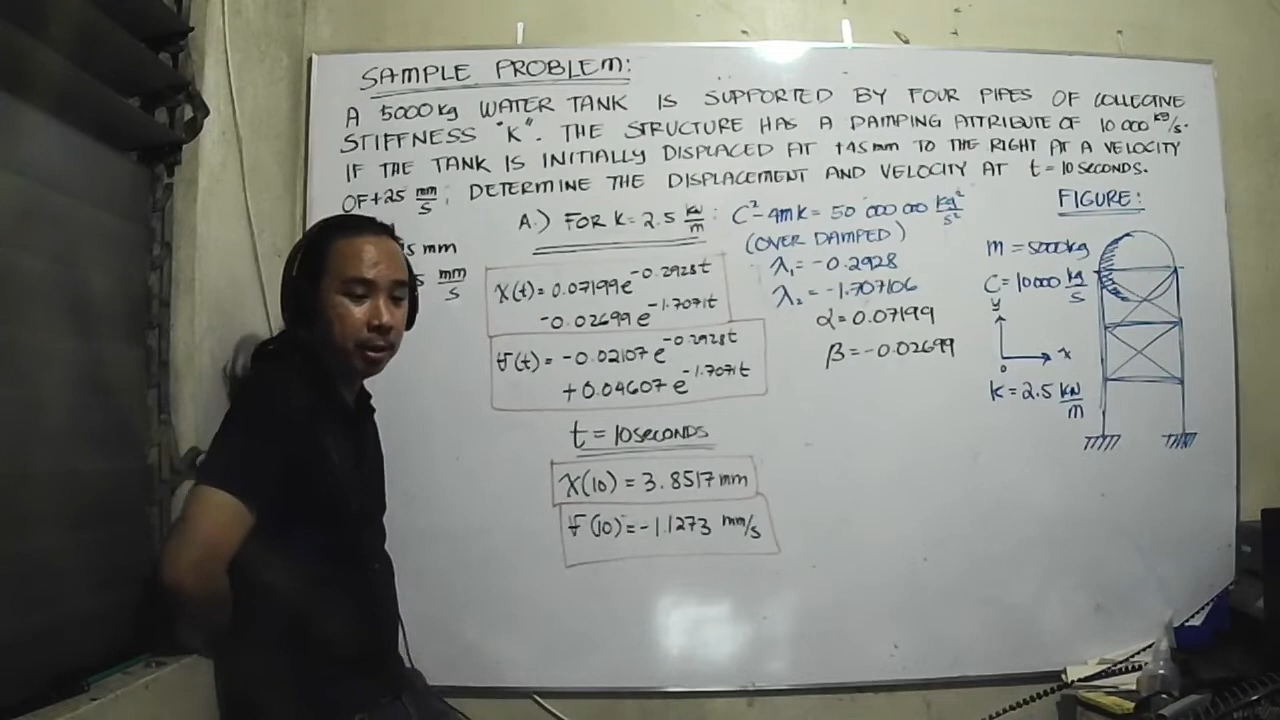 SAMPLE PROBLEM:
A 5000kg WATER TANK IS SUPPORTED BY FOUR PIPES OF COLLECTIVE
STIFFNESS "K". THE STRUCTURE HAS A DAMPING ATTRIBUTE OF 10 000 kg/s.
IF THE TANK IS INITIALLY DISPLACED AT +45mm TO THE RIGHT AT A VELOCITY
OF +25 mm/s; DETERMINE THE DISPLACEMENT AND VELOCITY AT t = 10 SECONDS.
A.) FOR K = 2.5 kN/m : C²-4mk = 50 000 000 kg²/s²
(OVER DAMPED)
5 mm
5 mm/s
x(t) = 0.07199e^-0.2928t
-0.02699e^-1.7071t
v(t) = -0.02107e^-0.2928t
+0.04607e^-1.7071t
λ₁ = -0.2928
λ₂ = -1.707106
α = 0.07199
β = -0.02699
t = 10 SECONDS
x(10) = 3.8517mm
v(10) = -1.1273 mm/s
FIGURE:
m = 5000kg
C = 10000 kg/s
y
x
0
K = 2.5 kN/m